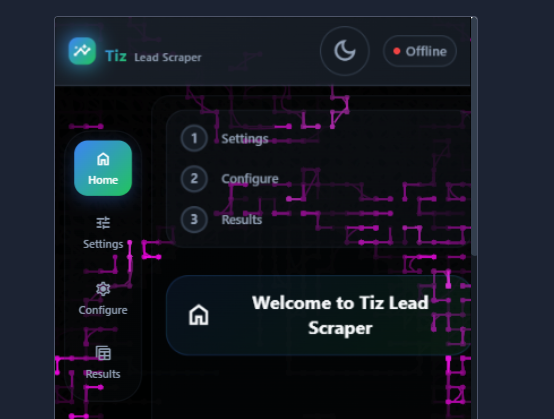 Tiz Lead Scraper
Offline
1 Settings
2 Configure
3 Results
Home
Settings
Configure
Results
Welcome to Tiz Lead
Scraper